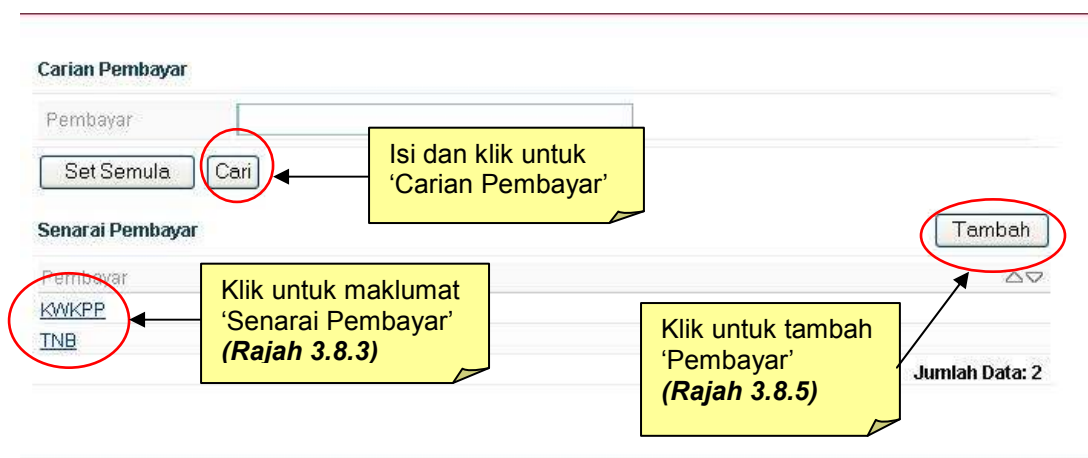 Carian Pembayar
Pembayar
Set Semula
Cari
Isi dan klik untuk
‘Carian Pembayar’
Senarai Pembayar
Tambah
Pembayar
KWKPP
TNB
Klik untuk maklumat
‘Senarai Pembayar’
(Rajah 3.8.3)
Klik untuk tambah
‘Pembayar’
(Rajah 3.8.5)
Jumlah Data: 2